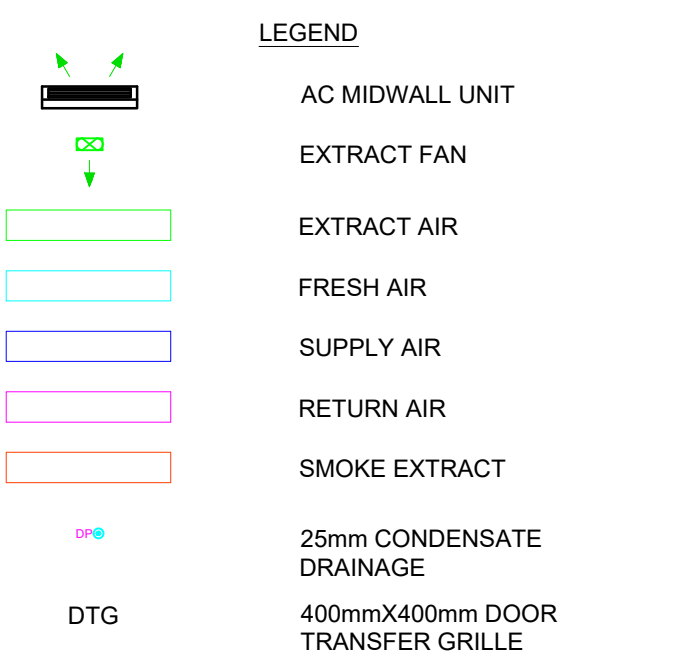 LEGEND
AC MIDWALL UNIT
EXTRACT FAN
EXTRACT AIR
FRESH AIR
SUPPLY AIR
RETURN AIR
SMOKE EXTRACT
DP 25mm CONDENSATE
DRAINAGE
DTG 400mmX400mm DOOR
TRANSFER GRILLE